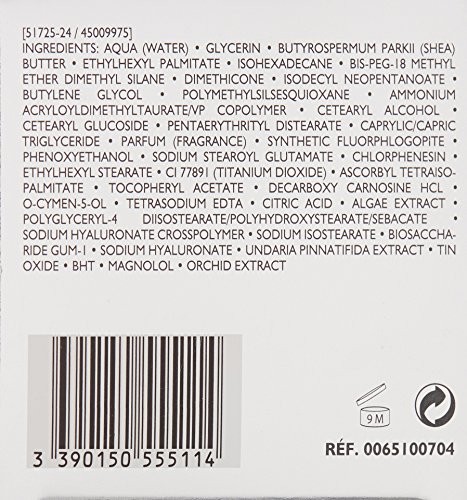 [51725-24 / 45009975]
INGREDIENTS: AQUA (WATER) • GLYCERIN • BUTYROSPERMUM PARKII (SHEA)
BUTTER • ETHYLHEXYL PALMITATE • ISOHEXADECANE • BIS-PEG-18 METHYL
ETHER DIMETHYL SILANE • DIMETHICONE • ISODECYL NEOPENTANOATE •
BUTYLENE GLYCOL • POLYMETHYLSILSESQUIOXANE • AMMONIUM
ACRYLOYLDIMETHYLTAURATE/VP COPOLYMER • CETEARYL ALCOHOL •
CETEARYL GLUCOSIDE • PENTAERYTHRITYL DISTEARATE • CAPRYLIC/CAPRIC
TRIGLYCERIDE • PARFUM (FRAGRANCE) • SYNTHETIC FLUORPHLOGOPITE •
PHENOXYETHANOL • SODIUM STEAROYL GLUTAMATE • CHLORPHENESIN •
ETHYLHEXYL STEARATE • CI 77891 (TITANIUM DIOXIDE) • ASCORBYL TETRAISO-
PALMITATE • TOCOPHERYL ACETATE • DECARBOXY CARNOSINE HCL •
O-CYMEN-5-OL • TETRASODIUM EDTA • CITRIC ACID • ALGAE EXTRACT •
POLYGLYCERYL-4 DIISOSTEARATE/POLYHYDROXYSTEARATE/SEBACATE •
SODIUM HYALURONATE CROSSPOLYMER • SODIUM ISOSTEARATE • BIOSACCHA-
RIDE GUM-1 • SODIUM HYALURONATE • UNDARIA PINNATIFIDA EXTRACT • TIN
OXIDE • BHT • MAGNOLOL • ORCHID EXTRACT
9 M
RÉF. 0065100704
3 390150 555114